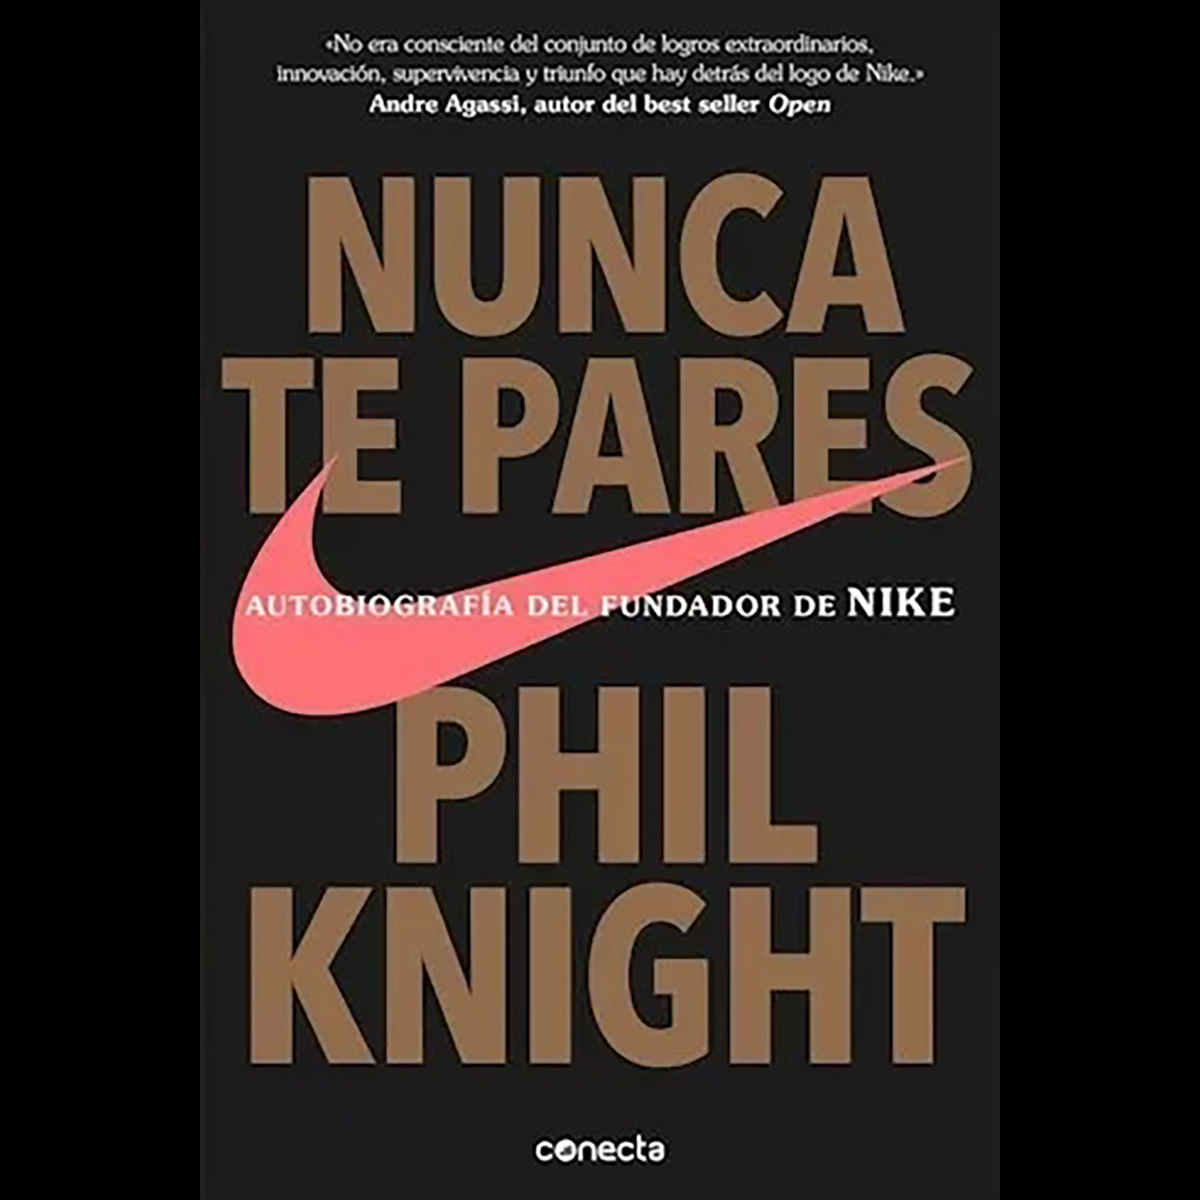 «No era consciente del conjunto de logros extraordinarios,
innovación, supervivencia y triunfo que hay detrás del logo de Nike.»
Andre Agassi, autor del best seller Open
NUNCA
TE PARES
AUTOBIOGRAFÍA DEL FUNDADOR DE NIKE
PHIL
KNIGHT
conecta